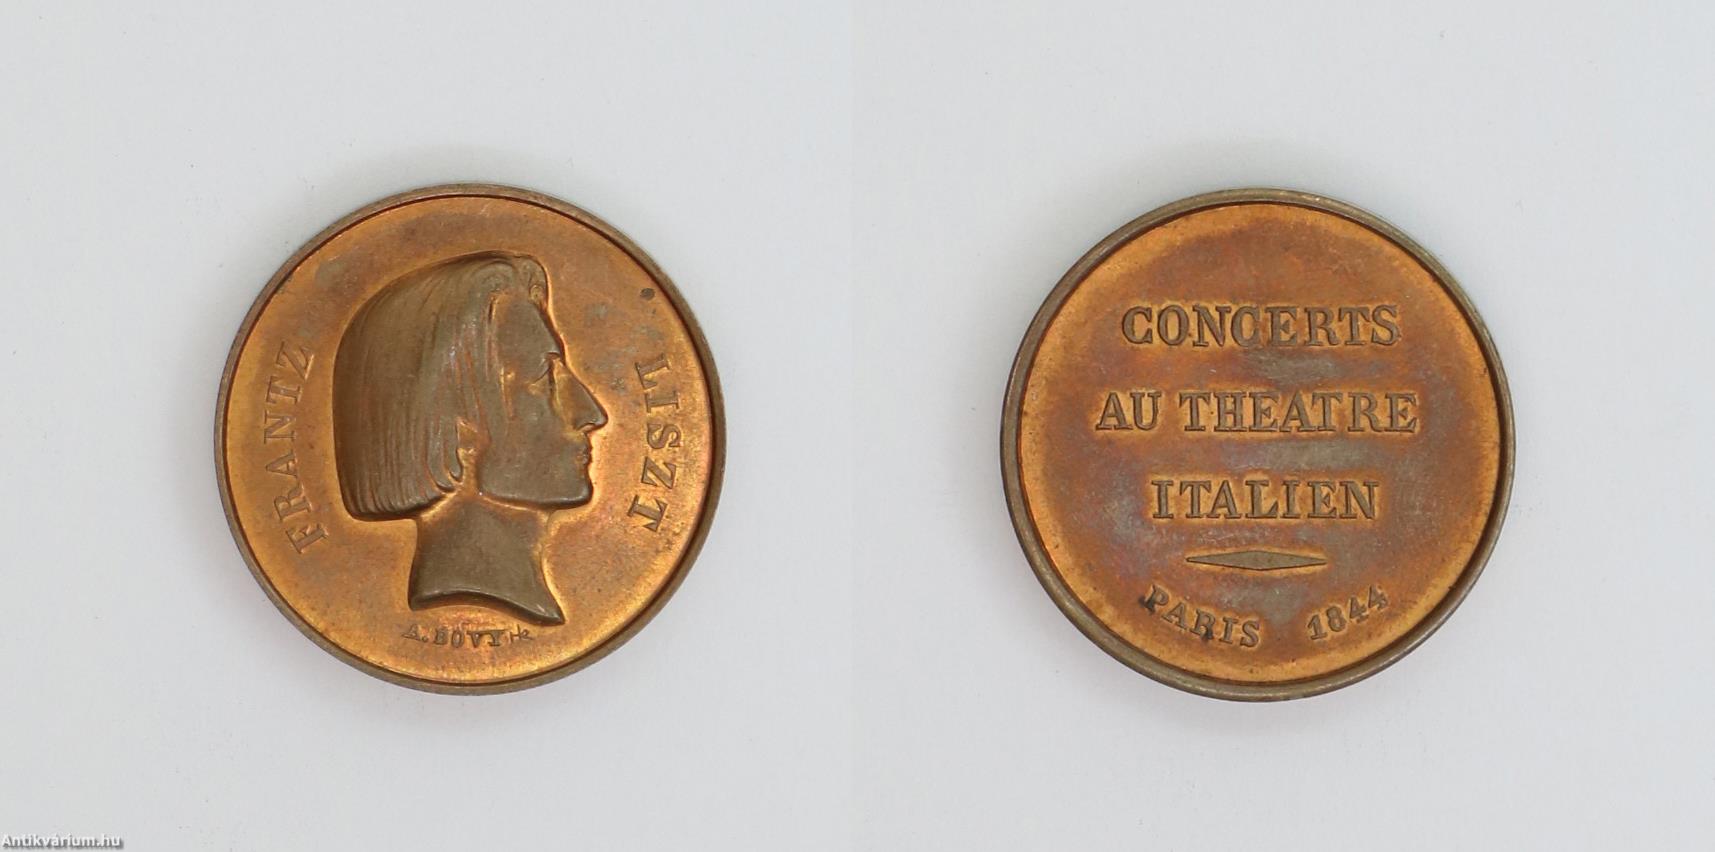 FRANTZ LISZT
A. BOVY
CONCERTS
AU THEATRE
ITALIEN
PARIS 1844
Antikvárium.hu